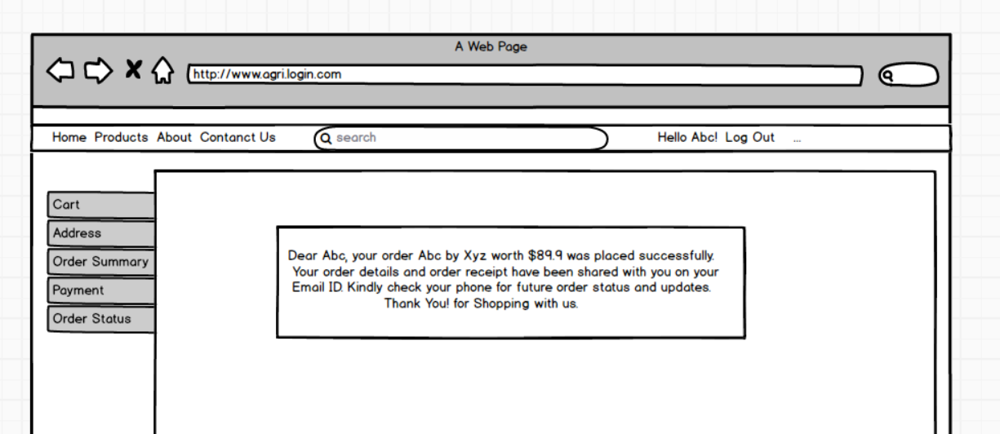 A Web Page
http://www.agri.login.com
Home Products About Contanct Us search Hello Abc! Log Out ...
Cart
Address
Order Summary
Payment
Order Status
Dear Abc, your order Abc by Xyz worth $89.9 was placed successfully.
Your order details and order receipt have been shared with you on your
Email ID. Kindly check your phone for future order status and updates.
Thank You! for Shopping with us.